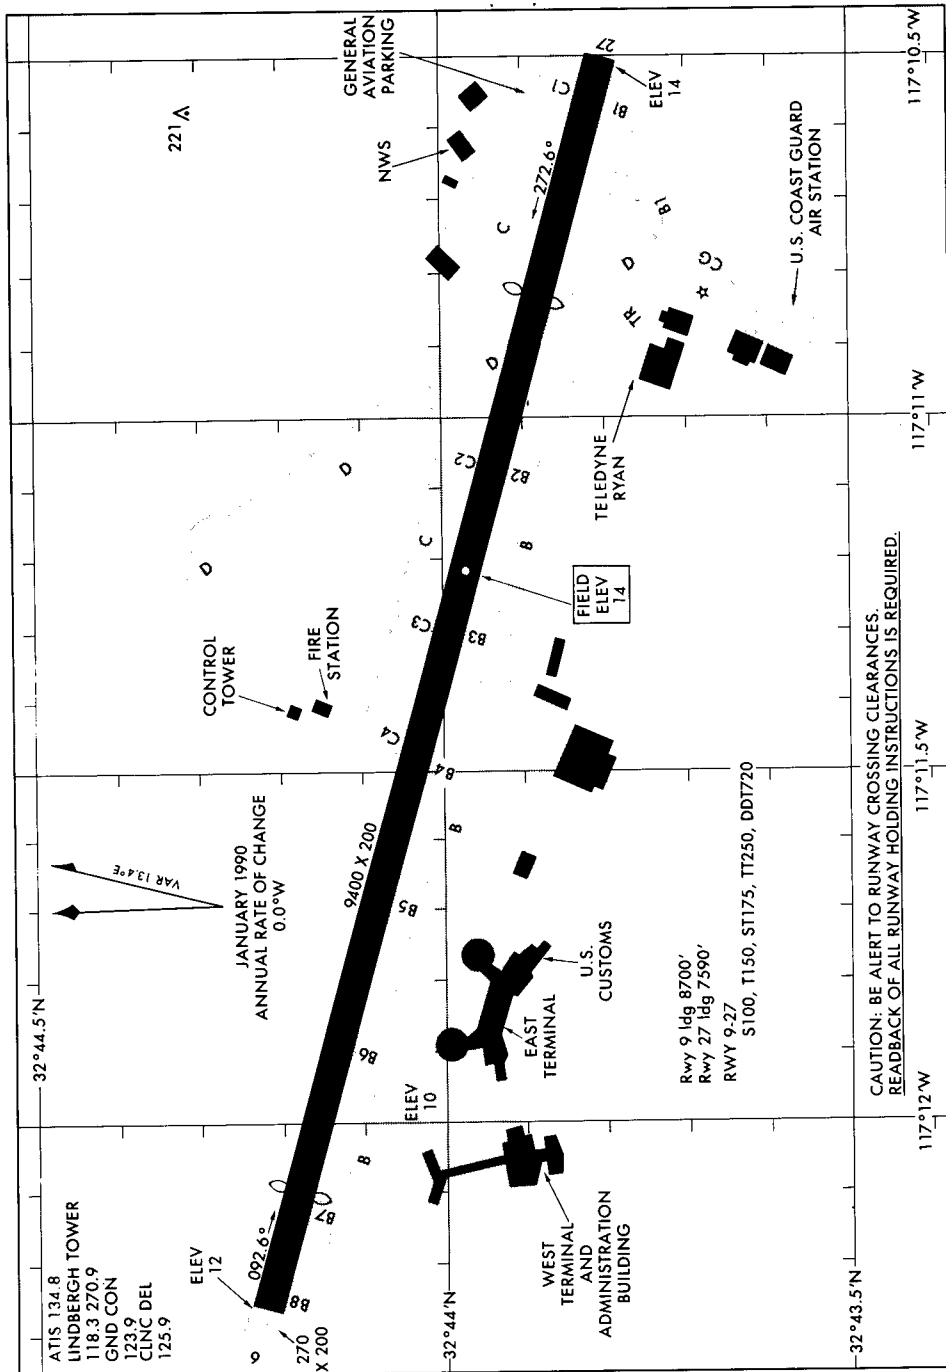 ATIS 134.8
LINDBERGH TOWER
118.3 270.9
GND CON
123.9
CLNC DEL
125.9
32°44.5'N
JANUARY 1990
ANNUAL RATE OF CHANGE
0.0°W
VAR 13.4°E
221
CONTROL
TOWER
FIRE
STATION
D
D
GENERAL
AVIATION
PARKING
NWS
ELEV
12
092.6°
9
270
X 200
B8
B7
B
B6
B5
9400 X 200
B
B4
C4
C3
B3
C
B
C2
B2
D
C
272.6°
C1
27
B1
ELEV
14
FIELD
ELEV
14
ELEV
10
32°44'N
WEST
TERMINAL
AND
ADMINISTRATION
BUILDING
EAST
TERMINAL
U.S.
CUSTOMS
TELEDYNE
RYAN
TR
D
CG
B1
U.S. COAST GUARD
AIR STATION
Rwy 9 ldg 8700'
Rwy 27 ldg 7590'
RWY 9-27
S100, T150, ST175, TT250, DDT720
32°43.5'N
CAUTION: BE ALERT TO RUNWAY CROSSING CLEARANCES.
READBACK OF ALL RUNWAY HOLDING INSTRUCTIONS IS REQUIRED.
117°12'W
117°11.5'W
117°11'W
117°10.5'W